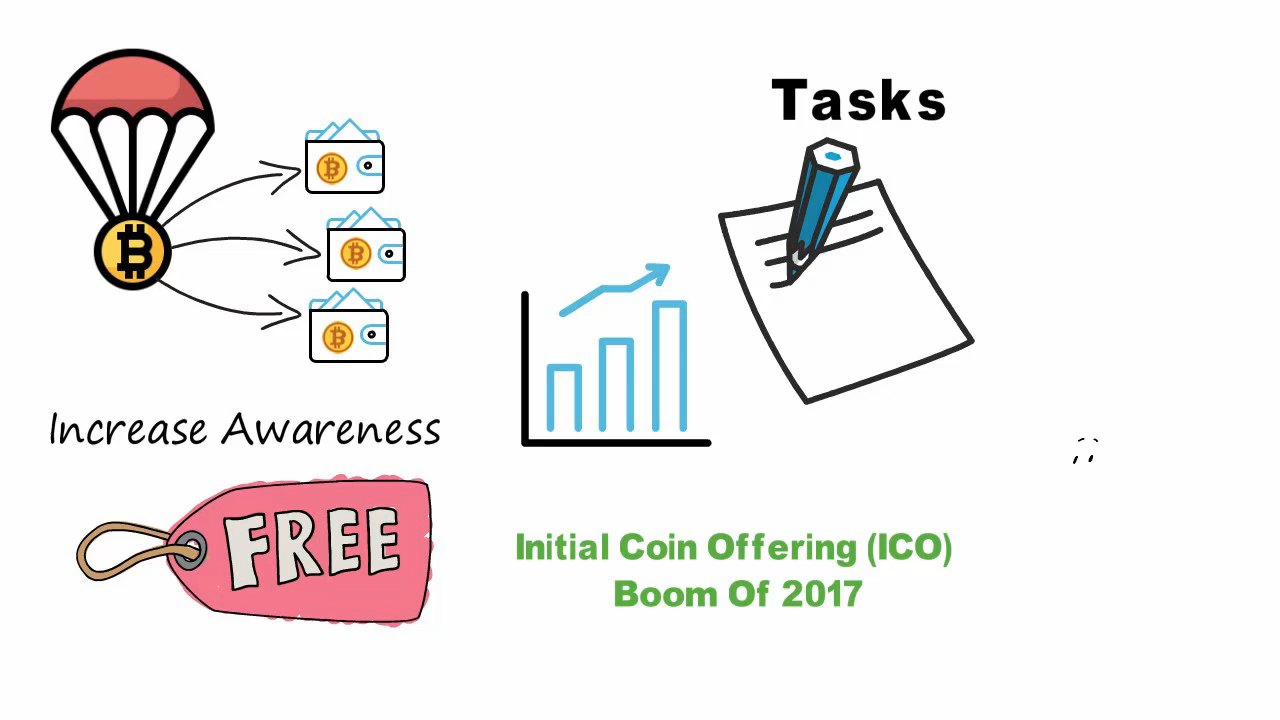 Tasks
Increase Awareness
FREE
Initial Coin Offering (ICO)
Boom Of 2017